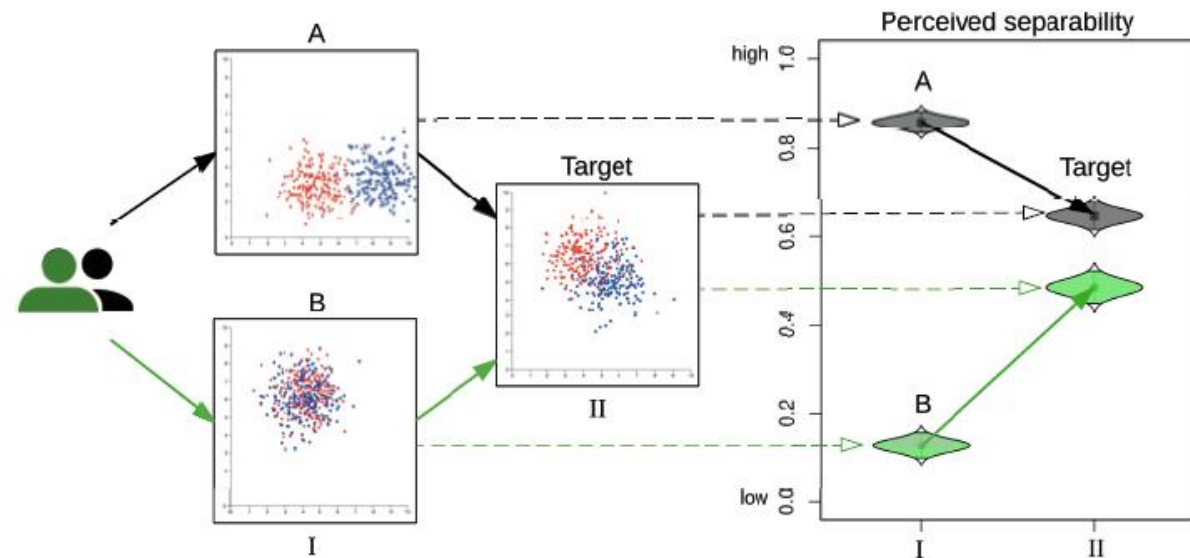 A
Target
B
I
II
Perceived separability
high
1.0
0.8
0.6
0.4
0.2
0.0
low
A
Target
B
I
II